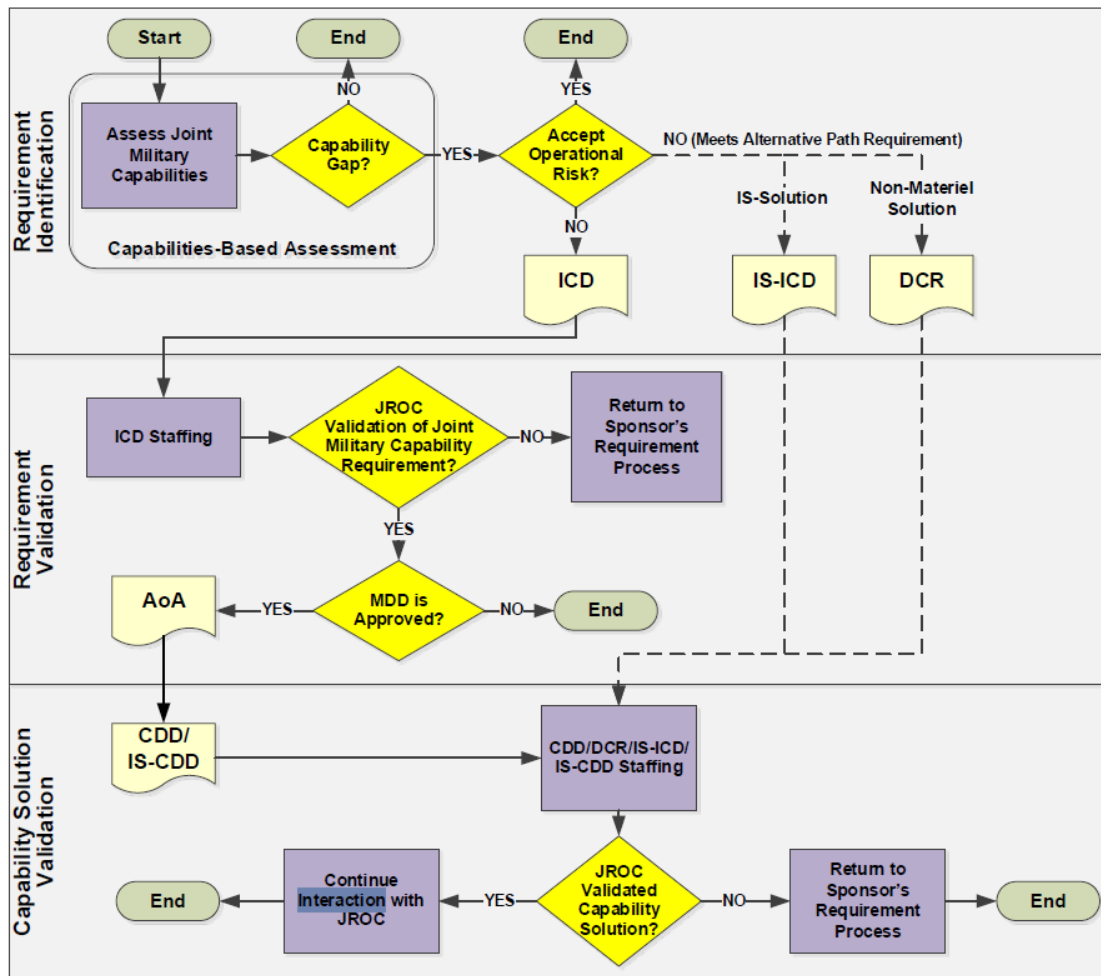 Requirement
Identification
Start
End
End
NO
YES
Assess Joint
Military
Capabilities
Capability
Gap?
YES
Accept
Operational
Risk?
NO (Meets Alternative Path Requirement)
IS-Solution
Non-Materiel
Solution
NO
Capabilities-Based Assessment
ICD
IS-ICD
DCR
Requirement
Validation
ICD Staffing
JROC
Validation of Joint
Military Capability
Requirement?
NO
Return to
Sponsor's
Requirement
Process
YES
AoA
YES
MDD is
Approved?
NO
End
Capability Solution
Validation
CDD/
IS-CDD
CDD/DCR/IS-ICD/
IS-CDD Staffing
End
Continue
Interaction with
JROC
YES
JROC
Validated
Capability
Solution?
NO
Return to
Sponsor's
Requirement
Process
End